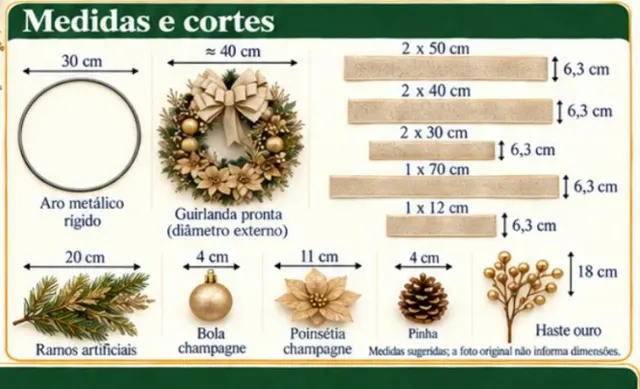 Medidas e cortes
30 cm
Aro metálico
rígido
≈ 40 cm
Guirlanda pronta
(diâmetro externo)
2 x 50 cm
6,3 cm
2 x 40 cm
6,3 cm
2 x 30 cm
6,3 cm
1 x 70 cm
6,3 cm
1 x 12 cm
6,3 cm
20 cm
Ramos artificiais
4 cm
Bola
champagne
11 cm
Poinsétia
champagne
4 cm
Pinha
18 cm
Haste ouro
Medidas sugeridas; a foto original não informa dimensões.